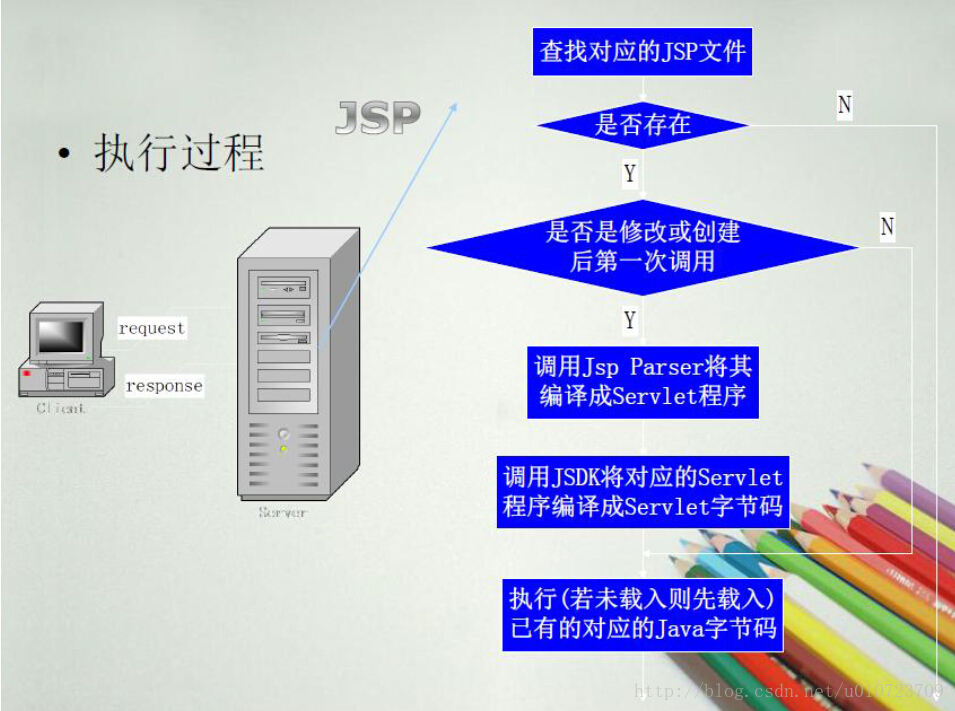 JSP
• 执行过程
request
response
Client
Server
查找对应的JSP文件
是否存在
N
Y
是否是修改或创建
后第一次调用
N
Y
调用Jsp Parser将其
编译成Servlet程序
调用JSDK将对应的Servlet
程序编译成Servlet字节码
执行(若未载入则先载入)
已有的对应的Java字节码
http://blog.csdn.net/u010723709